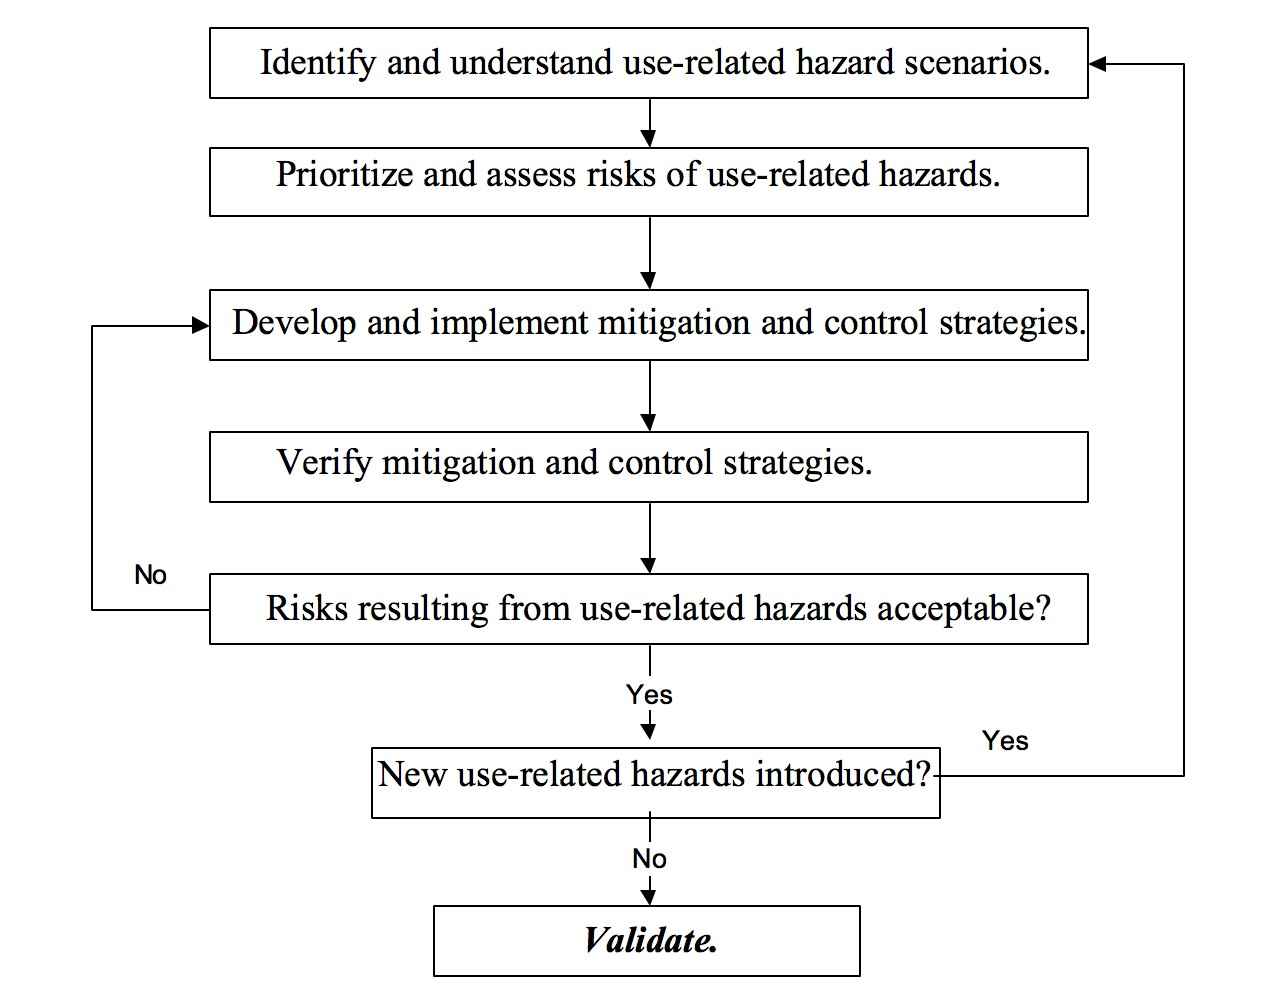 Identify and understand use-related hazard scenarios.
Prioritize and assess risks of use-related hazards.
Develop and implement mitigation and control strategies.
Verify mitigation and control strategies.
No
Risks resulting from use-related hazards acceptable?
Yes
Yes
New use-related hazards introduced?
No
Validate.